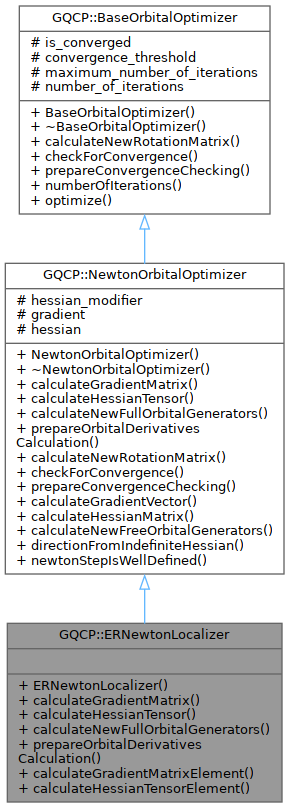 GQCP::BaseOrbitalOptimizer
# is_converged
# convergence_threshold
# maximum_number_of_iterations
# number_of_iterations
+ BaseOrbitalOptimizer()
+ ~BaseOrbitalOptimizer()
+ calculateNewRotationMatrix()
+ checkForConvergence()
+ prepareConvergenceChecking()
+ numberOfIterations()
+ optimize()
GQCP::NewtonOrbitalOptimizer
# hessian_modifier
# gradient
# hessian
+ NewtonOrbitalOptimizer()
+ ~NewtonOrbitalOptimizer()
+ calculateGradientMatrix()
+ calculateHessianTensor()
+ calculateNewFullOrbitalGenerators()
+ prepareOrbitalDerivatives
Calculation()
+ calculateNewRotationMatrix()
+ checkForConvergence()
+ prepareConvergenceChecking()
+ calculateGradientVector()
+ calculateHessianMatrix()
+ calculateNewFreeOrbitalGenerators()
+ directionFromIndefiniteHessian()
+ newtonStepIsWellDefined()
GQCP::ERNewtonLocalizer
+ ERNewtonLocalizer()
+ calculateGradientMatrix()
+ calculateHessianTensor()
+ calculateNewFullOrbitalGenerators()
+ prepareOrbitalDerivatives
Calculation()
+ calculateGradientMatrixElement()
+ calculateHessianTensorElement()